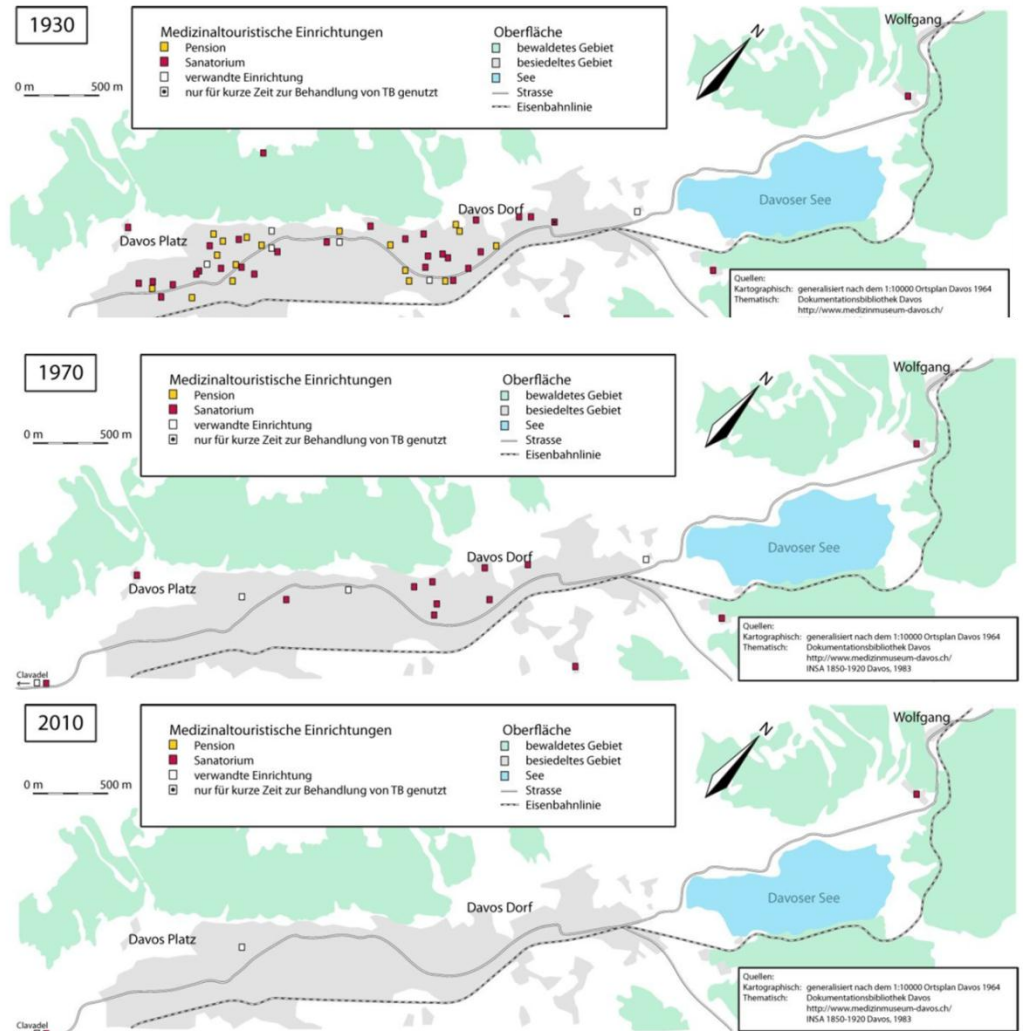 1930
0 m 500 m
Medizinaltouristische Einrichtungen
Pension
Sanatorium
verwandte Einrichtung
nur für kurze Zeit zur Behandlung von TB genutzt
Oberfläche
bewaldetes Gebiet
besiedeltes Gebiet
See
Strasse
Eisenbahnlinie
N
Wolfgang
Davoser See
Davos Dorf
Davos Platz
Quellen:
Kartographisch: generalisiert nach dem 1:10000 Ortsplan Davos 1964
Thematisch: Dokumentationsbibliothek Davos
http://www.medizinmuseum-davos.ch/
1970
0 m 500 m
Medizinaltouristische Einrichtungen
Pension
Sanatorium
verwandte Einrichtung
nur für kurze Zeit zur Behandlung von TB genutzt
Oberfläche
bewaldetes Gebiet
besiedeltes Gebiet
See
Strasse
Eisenbahnlinie
N
Wolfgang
Davoser See
Davos Dorf
Davos Platz
Clavadel
Quellen:
Kartographisch: generalisiert nach dem 1:10000 Ortsplan Davos 1964
Thematisch: Dokumentationsbibliothek Davos
http://www.medizinmuseum-davos.ch/
INSA 1850-1920 Davos, 1983
2010
0 m 500 m
Medizinaltouristische Einrichtungen
Pension
Sanatorium
verwandte Einrichtung
nur für kurze Zeit zur Behandlung von TB genutzt
Oberfläche
bewaldetes Gebiet
besiedeltes Gebiet
See
Strasse
Eisenbahnlinie
N
Wolfgang
Davoser See
Davos Dorf
Davos Platz
Clavadel
Quellen:
Kartographisch: generalisiert nach dem 1:10000 Ortsplan Davos 1964
Thematisch: Dokumentationsbibliothek Davos
http://www.medizinmuseum-davos.ch/
INSA 1850-1920 Davos, 1983